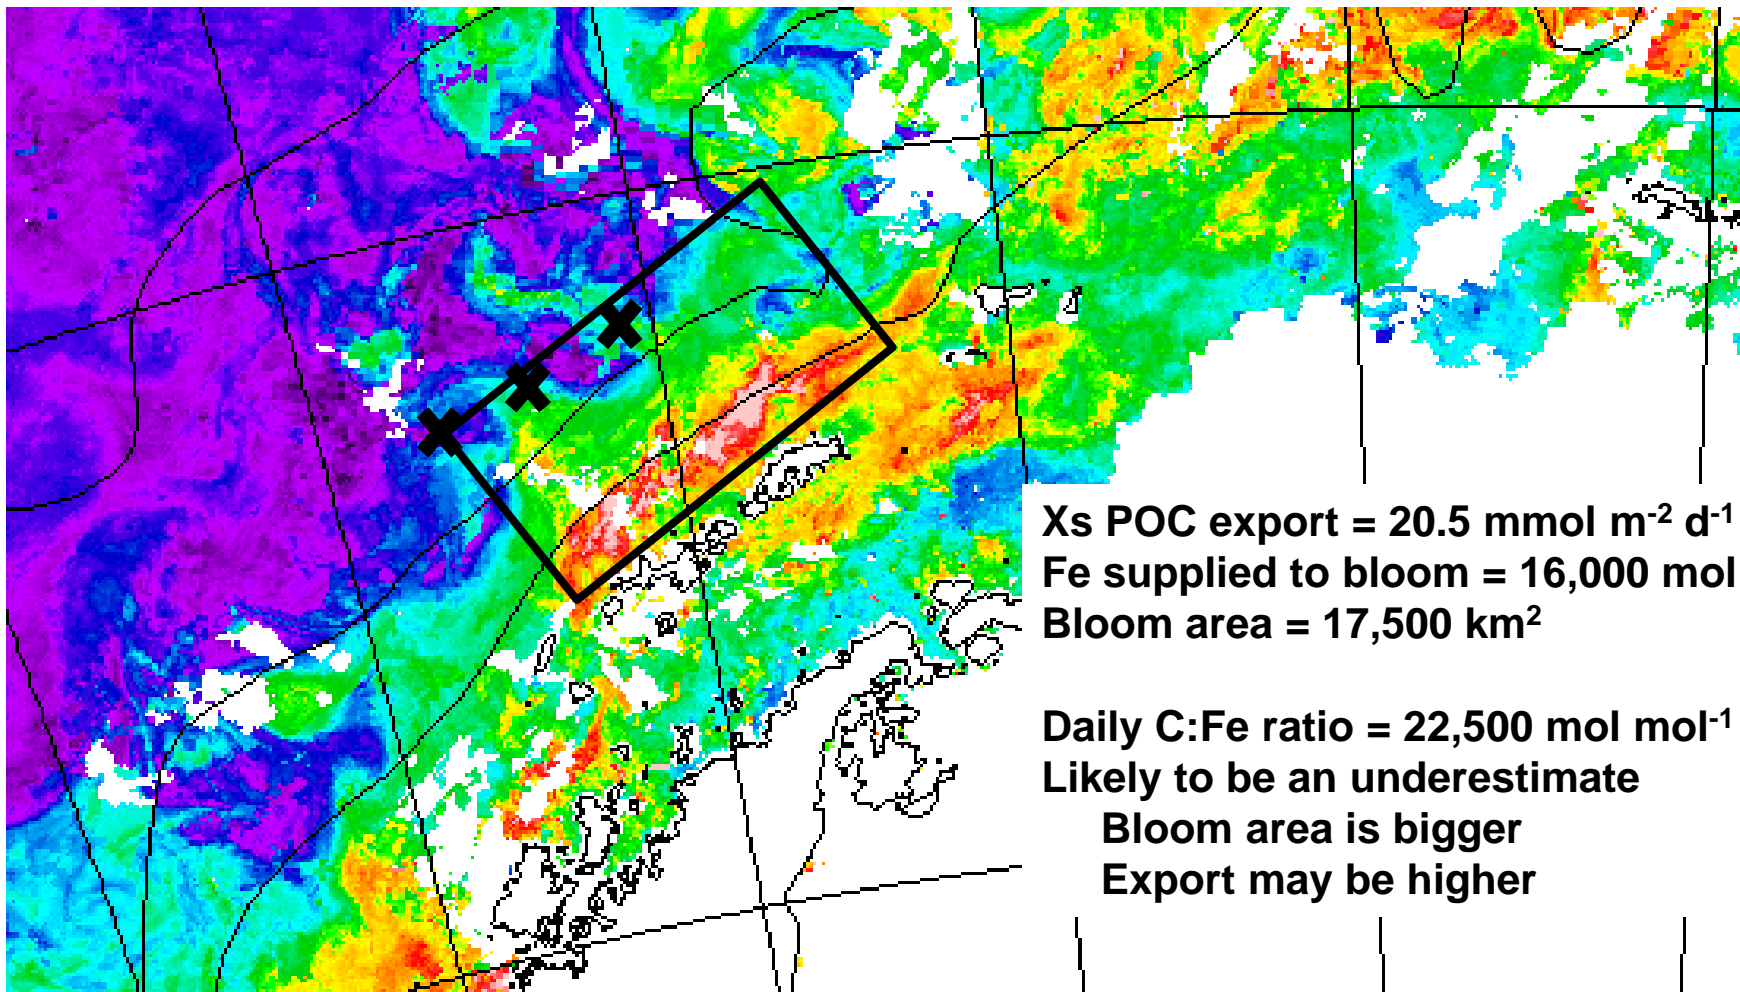 Xs POC export = 20.5 mmol m⁻² d⁻¹
Fe supplied to bloom = 16,000 mol
Bloom area = 17,500 km²
Daily C:Fe ratio = 22,500 mol mol⁻¹
Likely to be an underestimate
Bloom area is bigger
Export may be higher